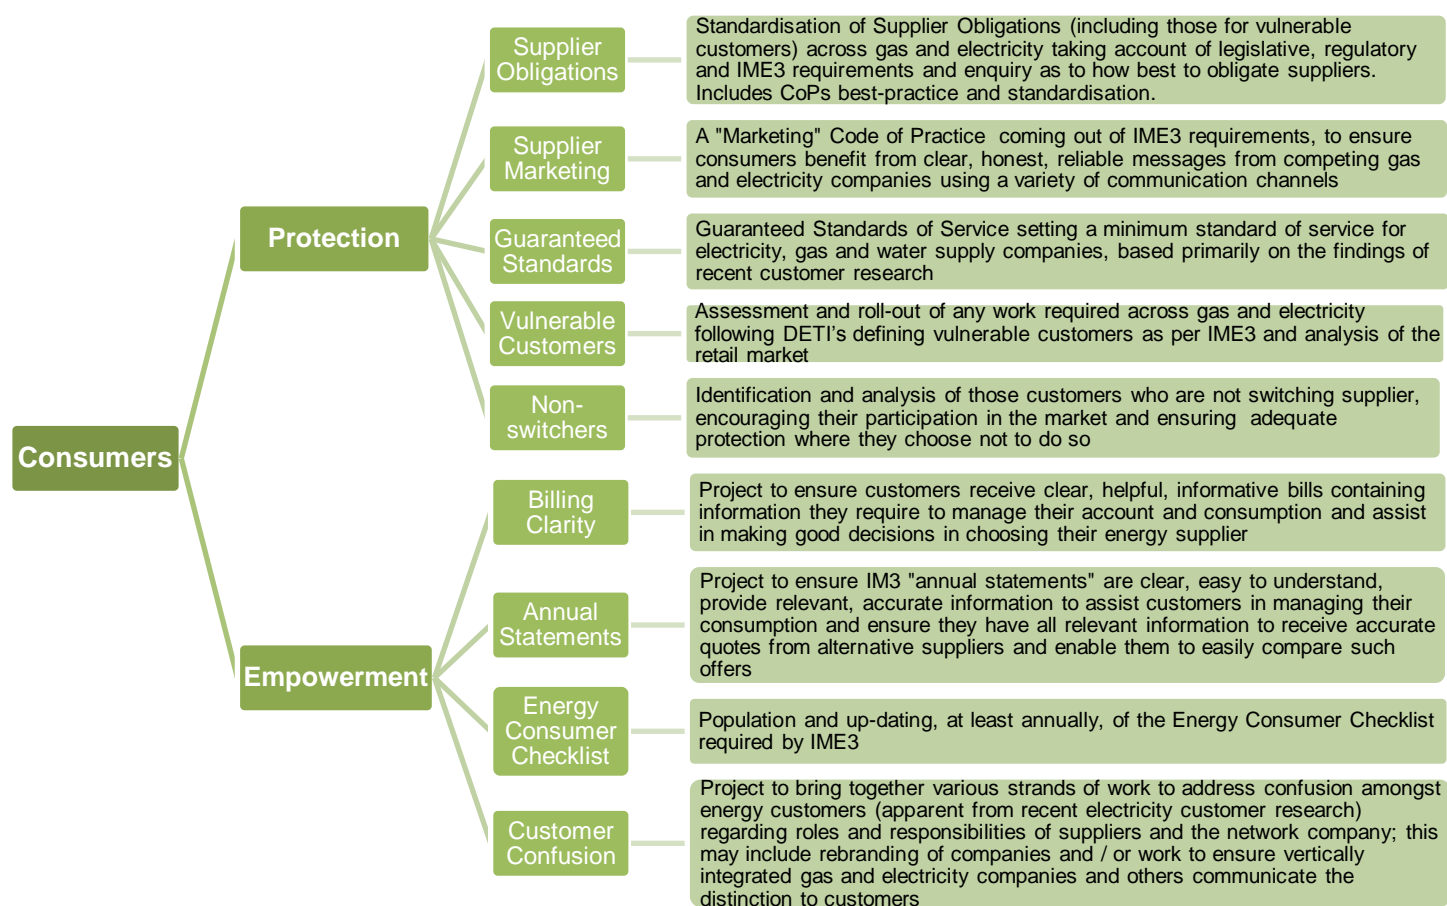 Consumers
Protection
Supplier
Obligations
Standardisation of Supplier Obligations (including those for vulnerable
customers) across gas and electricity taking account of legislative, regulatory
and IME3 requirements and enquiry as to how best to obligate suppliers.
Includes CoPs best-practice and standardisation.
Supplier
Marketing
A "Marketing" Code of Practice coming out of IME3 requirements, to ensure
consumers benefit from clear, honest, reliable messages from competing gas
and electricity companies using a variety of communication channels
Guaranteed
Standards
Guaranteed Standards of Service setting a minimum standard of service for
electricity, gas and water supply companies, based primarily on the findings of
recent customer research
Vulnerable
Customers
Assessment and roll-out of any work required across gas and electricity
following DETI’s defining vulnerable customers as per IME3 and analysis of the
retail market
Non-
switchers
Identification and analysis of those customers who are not switching supplier,
encouraging their participation in the market and ensuring adequate
protection where they choose not to do so
Empowerment
Billing
Clarity
Project to ensure customers receive clear, helpful, informative bills containing
information they require to manage their account and consumption and assist
in making good decisions in choosing their energy supplier
Annual
Statements
Project to ensure IM3 "annual statements" are clear, easy to understand,
provide relevant, accurate information to assist customers in managing their
consumption and ensure they have all relevant information to receive accurate
quotes from alternative suppliers and enable them to easily compare such
offers
Energy
Consumer
Checklist
Population and up-dating, at least annually, of the Energy Consumer Checklist
required by IME3
Customer
Confusion
Project to bring together various strands of work to address confusion amongst
energy customers (apparent from recent electricity customer research)
regarding roles and responsibilities of suppliers and the network company; this
may include rebranding of companies and / or work to ensure vertically
integrated gas and electricity companies and others communicate the
distinction to customers